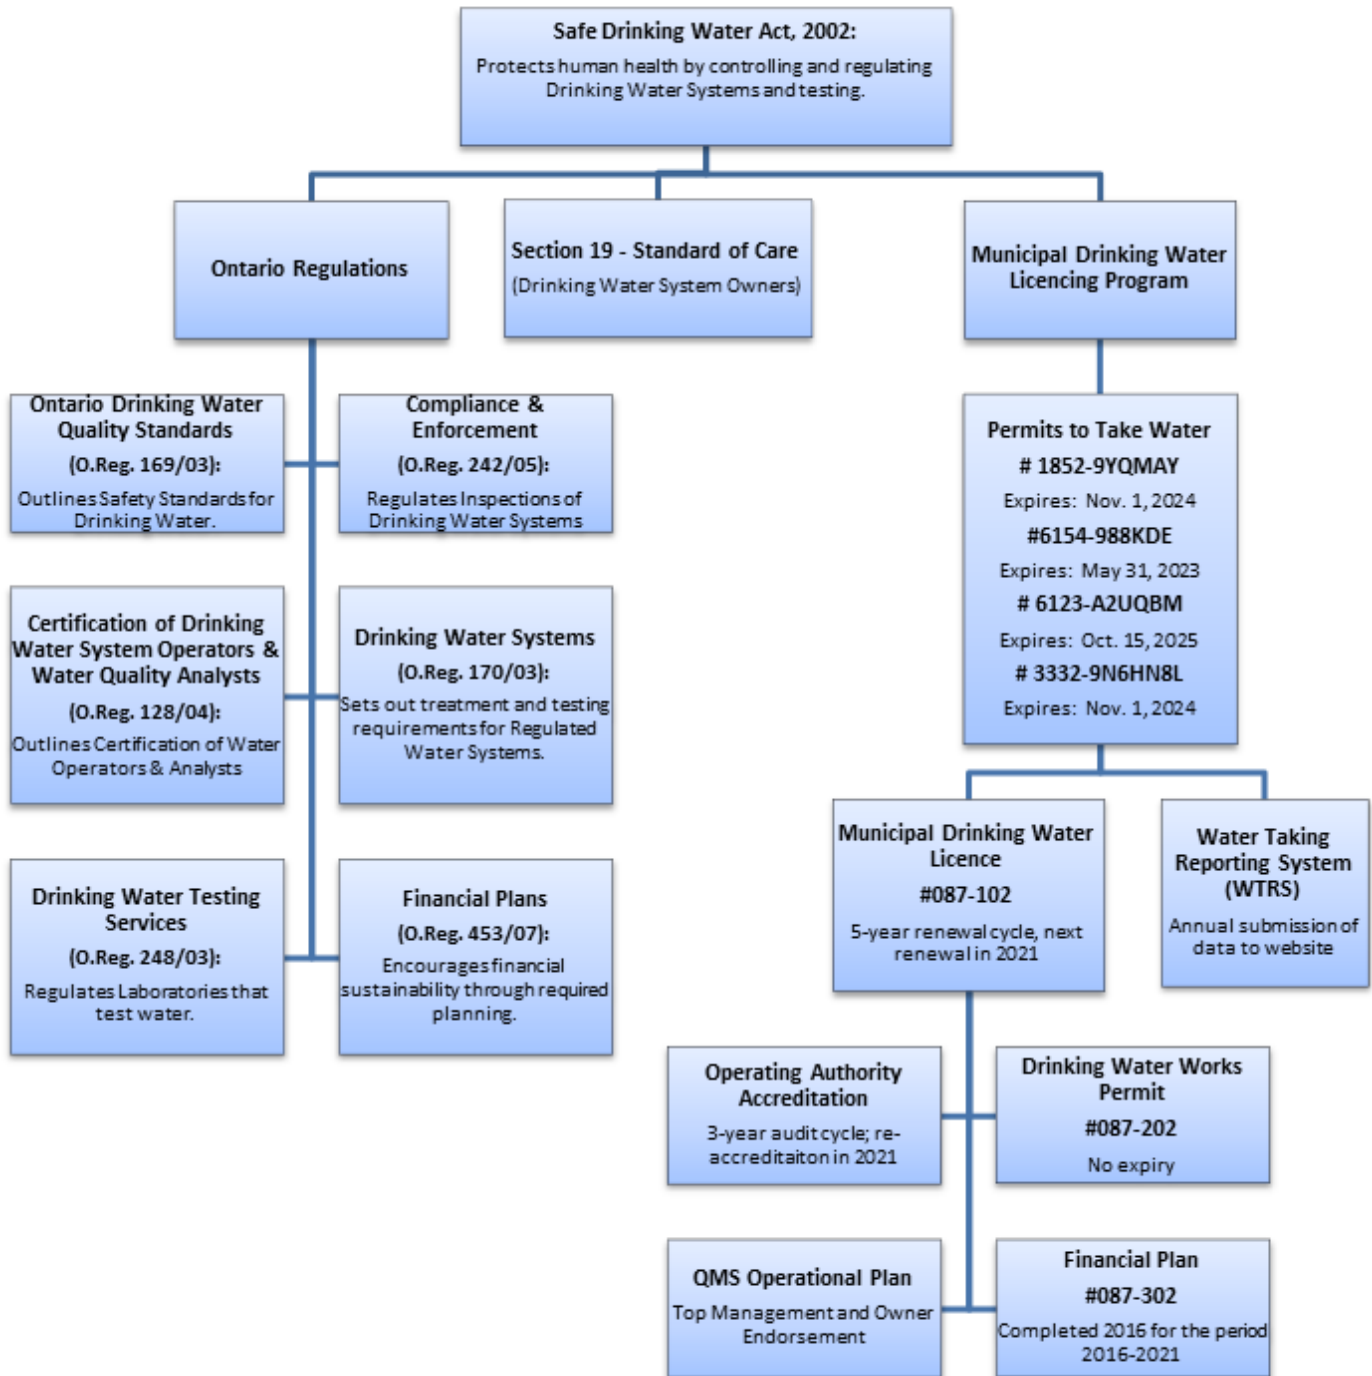 Safe Drinking Water Act, 2002:
Protects human health by controlling and regulating
Drinking Water Systems and testing.
Ontario Regulations
Section 19 - Standard of Care
(Drinking Water System Owners)
Municipal Drinking Water
Licencing Program
Ontario Drinking Water
Quality Standards
(O.Reg. 169/03):
Outlines Safety Standards for
Drinking Water.
Compliance &
Enforcement
(O.Reg. 242/05):
Regulates Inspections of
Drinking Water Systems
Certification of Drinking
Water System Operators &
Water Quality Analysts
(O.Reg. 128/04):
Outlines Certification of Water
Operators & Analysts
Drinking Water Systems
(O.Reg. 170/03):
Sets out treatment and testing
requirements for Regulated
Water Systems.
Drinking Water Testing
Services
(O.Reg. 248/03):
Regulates Laboratories that
test water.
Financial Plans
(O.Reg. 453/07):
Encourages financial
sustainability through required
planning.
Permits to Take Water
# 1852-9YQMAY
Expires: Nov. 1, 2024
#6154-988KDE
Expires: May 31, 2023
# 6123-A2UQBM
Expires: Oct. 15, 2025
# 3332-9N6HN8L
Expires: Nov. 1, 2024
Municipal Drinking Water
Licence
#087-102
5-year renewal cycle, next
renewal in 2021
Water Taking
Reporting System
(WTRS)
Annual submission of
data to website
Operating Authority
Accreditation
3-year audit cycle; re-
accreditaiton in 2021
Drinking Water Works
Permit
#087-202
No expiry
QMS Operational Plan
Top Management and Owner
Endorsement
Financial Plan
#087-302
Completed 2016 for the period
2016-2021